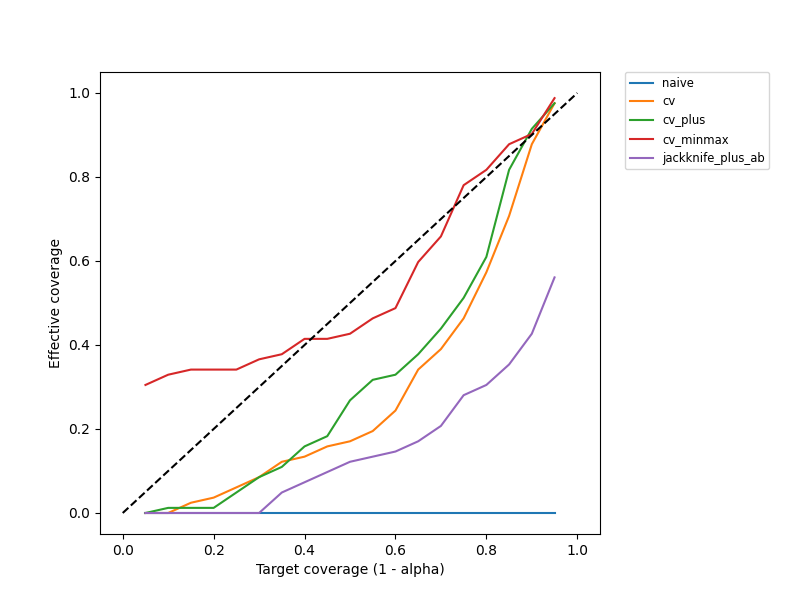 naive
cv
cv_plus
cv_minmax
jackknife_plus_ab
1.0
0.8
0.6
0.4
0.2
0.0
Effective coverage
0.0 0.2 0.4 0.6 0.8 1.0
Target coverage (1 - alpha)